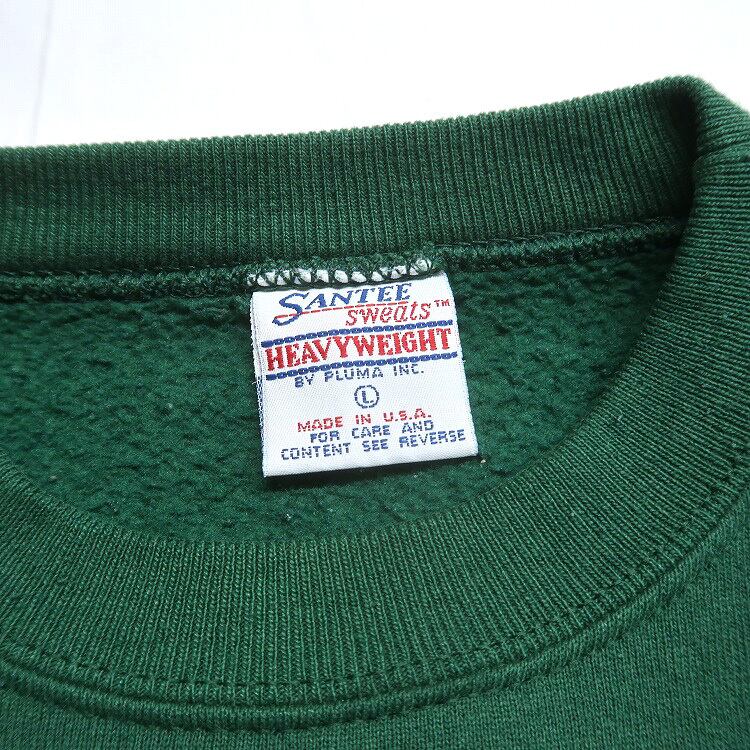 SANTEE
sweats™
HEAVYWEIGHT
BY PLUMA INC.
L
MADE IN U.S.A.
FOR CARE AND
CONTENT SEE REVERSE